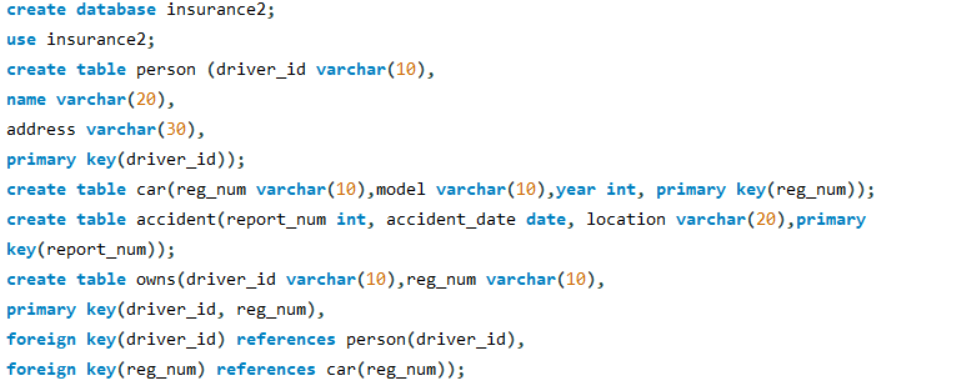 create database insurance2;
use insurance2;
create table person (driver_id varchar(10),
name varchar(20),
address varchar(30),
primary key(driver_id));
create table car(reg_num varchar(10),model varchar(10),year int, primary key(reg_num));
create table accident(report_num int, accident_date date, location varchar(20),primary
key(report_num));
create table owns(driver_id varchar(10),reg_num varchar(10),
primary key(driver_id, reg_num),
foreign key(driver_id) references person(driver_id),
foreign key(reg_num) references car(reg_num));